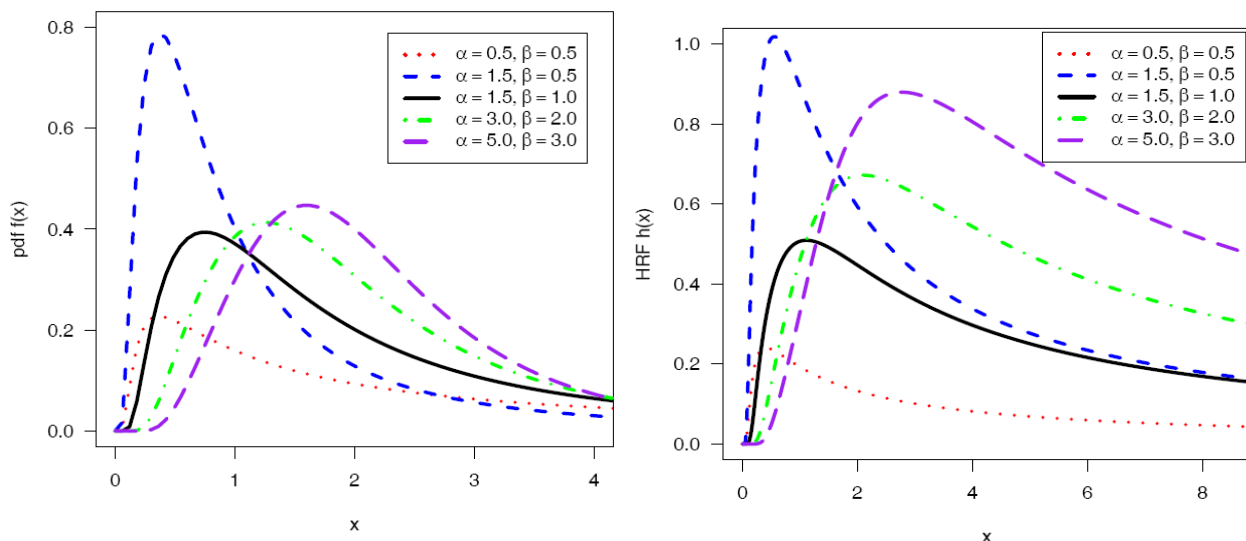 0.8
0.6
0.4
0.2
0.0
pdf f(x)
α = 0.5, β = 0.5
α = 1.5, β = 0.5
α = 1.5, β = 1.0
α = 3.0, β = 2.0
α = 5.0, β = 3.0
0 1 2 3 4
x
1.0
0.8
0.6
0.4
0.2
0.0
HRF h(x)
α = 0.5, β = 0.5
α = 1.5, β = 0.5
α = 1.5, β = 1.0
α = 3.0, β = 2.0
α = 5.0, β = 3.0
0 2 4 6 8
x